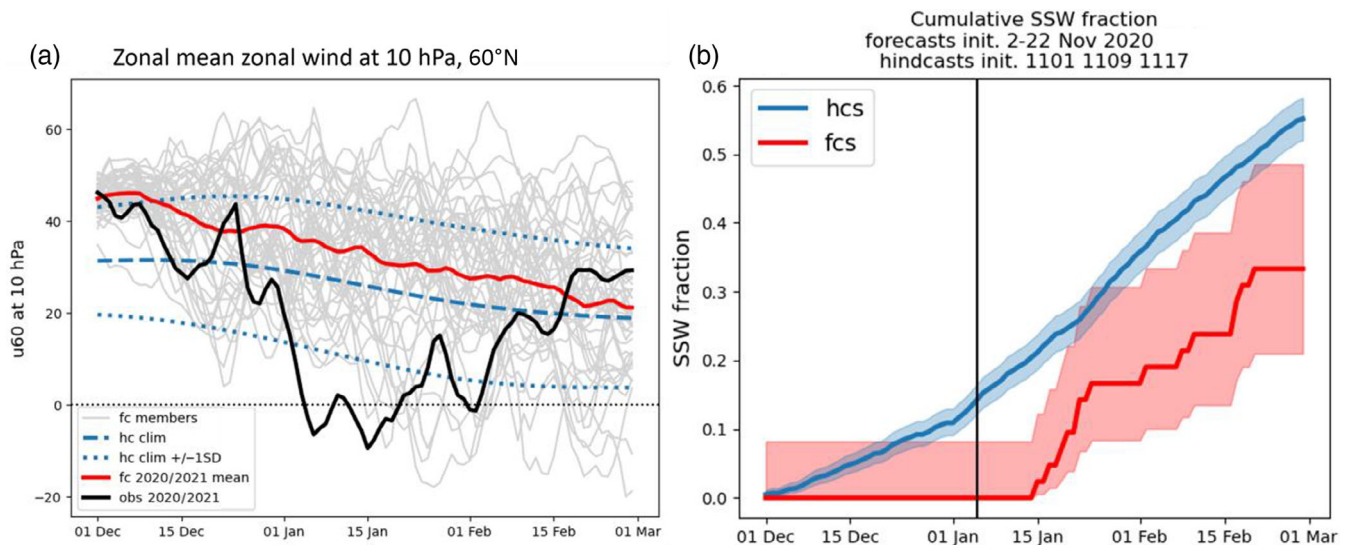 (a)
Zonal mean zonal wind at 10 hPa, 60°N
u60 at 10 hPa
60
40
20
0
−20
fc members
hc clim
hc clim +/−1SD
fc 2020/2021 mean
obs 2020/2021
01 Dec
15 Dec
01 Jan
15 Jan
01 Feb
15 Feb
01 Mar
(b)
Cumulative SSW fraction
forecasts init. 2-22 Nov 2020
hindcasts init. 1101 1109 1117
SSW fraction
0.6
0.5
0.4
0.3
0.2
0.1
0.0
hcs
fcs
01 Dec
15 Dec
01 Jan
15 Jan
01 Feb
15 Feb
01 Mar